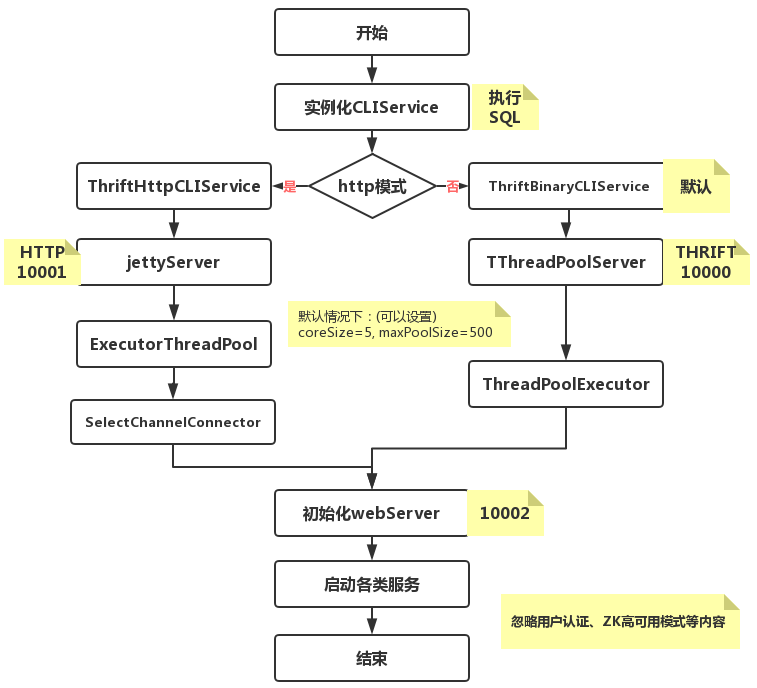 开始
实例化CLIService
执行
SQL
ThriftHttpCLIService
是
http模式
否
ThriftBinaryCLIService
默认
HTTP
10001
jettyServer
TThreadPoolServer
THRIFT
10000
默认情况下：(可以设置)
coreSize=5, maxPoolSize=500
ExecutorThreadPool
ThreadPoolExecutor
SelectChannelConnector
初始化webServer
10002
启动各类服务
忽略用户认证、ZK高可用模式等内容
结束